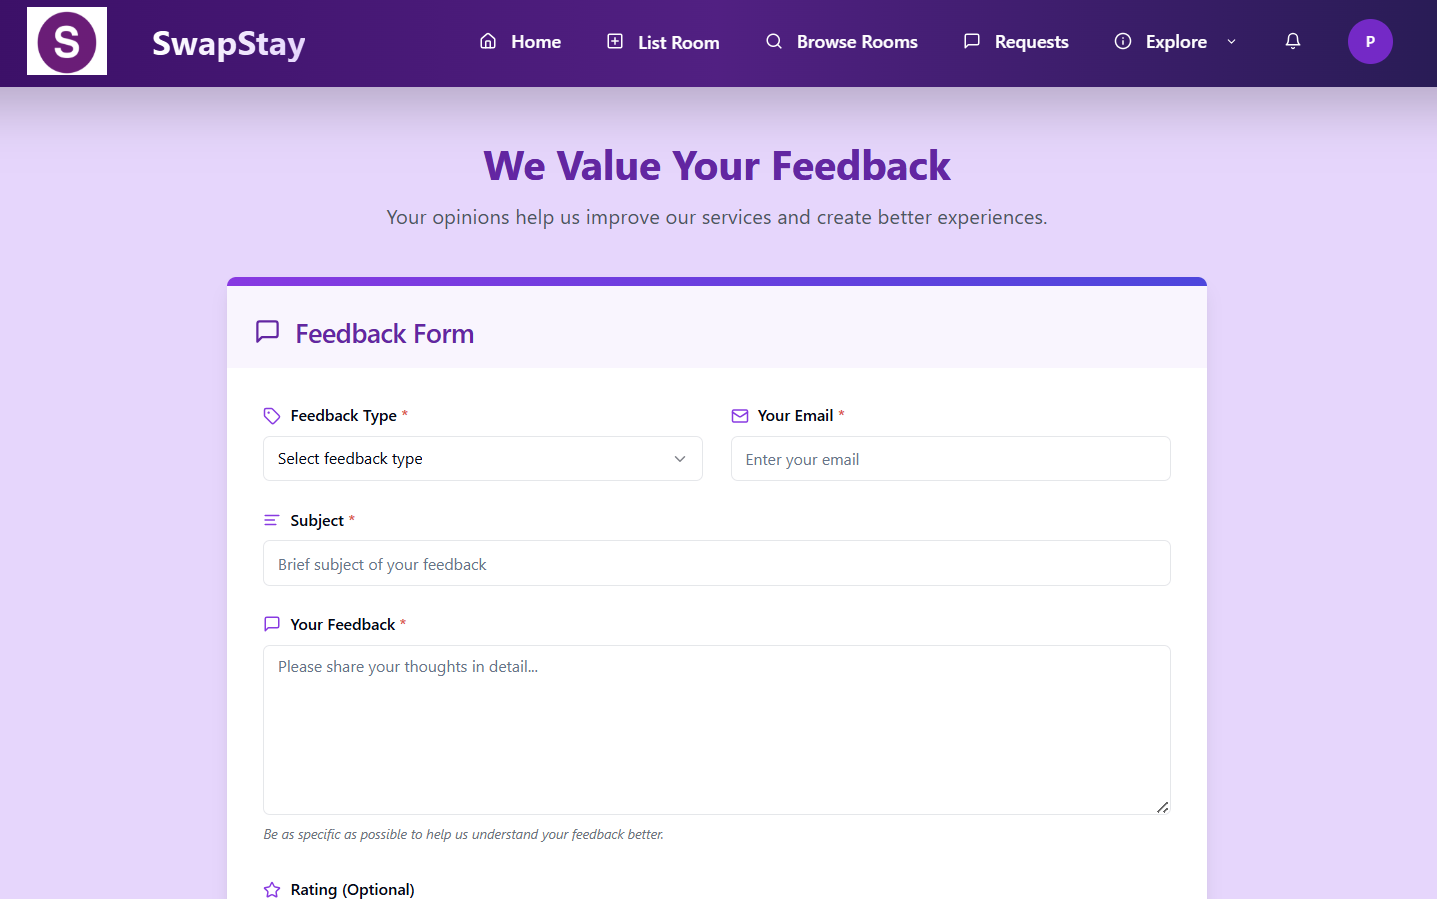 S
SwapStay
Home
List Room
Browse Rooms
Requests
Explore
P
We Value Your Feedback
Your opinions help us improve our services and create better experiences.
Feedback Form
Feedback Type *
Your Email *
Select feedback type
Enter your email
Subject *
Brief subject of your feedback
Your Feedback *
Please share your thoughts in detail...
Be as specific as possible to help us understand your feedback better.
Rating (Optional)